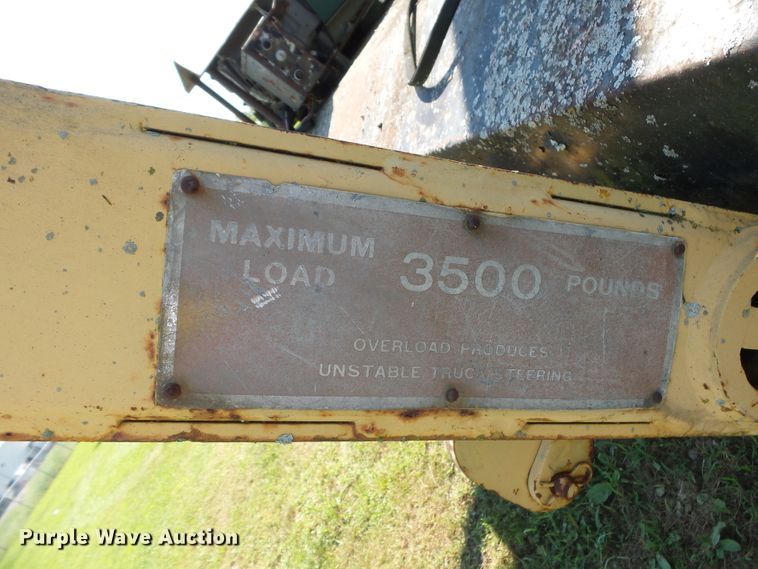 MAXIMUM
LOAD 3500 POUNDS
OVERLOAD PRODUCES
UNSTABLE TRUCK STEERING
Purple Wave Auction